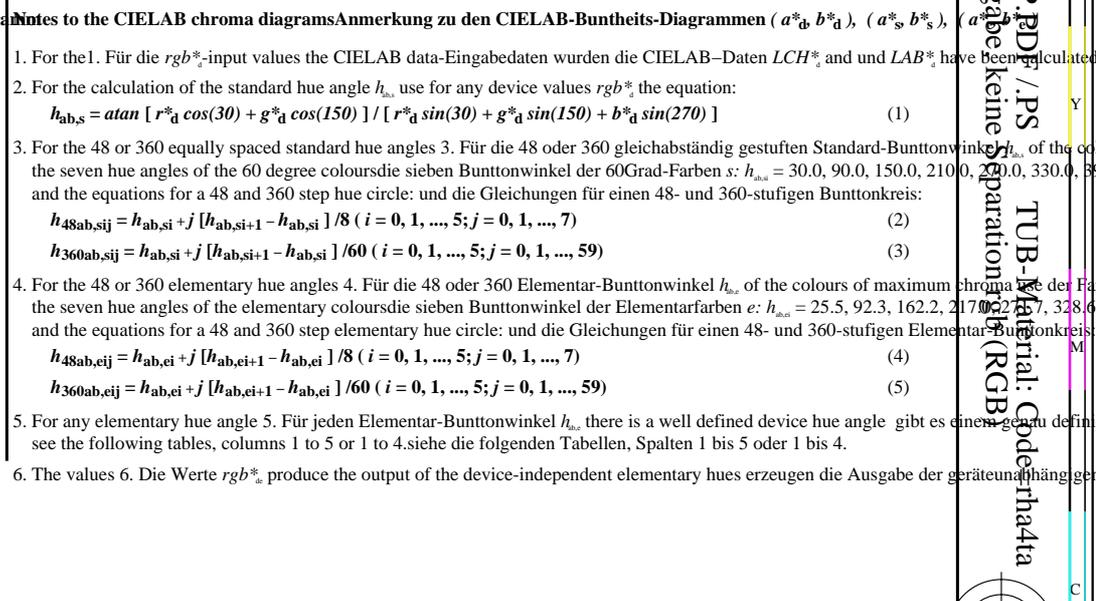 Notes to the CIELAB chroma diagramsAnmerkung zu den CIELAB-Buntheits-Diagrammen ( a*d, b*d ), ( a*s, b*s ), ( a*e, b*e
1. For the1. Für die rgb*d-input values the CIELAB data-Eingabedaten wurden die CIELAB–Daten LCH*d and und LAB*d have been calculated
2. For the calculation of the standard hue angle hab,s use for any device values rgb*d the equation:
hab,s = atan [ r*d cos(30) + g*d cos(150) ] / [ r*d sin(30) + g*d sin(150) + b*d sin(270) ] (1)
3. For the 48 or 360 equally spaced standard hue angles 3. Für die 48 oder 360 gleichabständig gestuften Standard-Bunttonwinkel hab,s of the
the seven hue angles of the 60 degree coloursdie sieben Bunttonwinkel der 60Grad-Farben s: hab,si = 30.0, 90.0, 150.0, 210.0, 270.0, 330.0,
and the equations for a 48 and 360 step hue circle: und die Gleichungen für einen 48- und 360-stufigen Bunttonkreis:
h48ab,sij = hab,si + j [hab,si+1 – hab,si ] /8 ( i = 0, 1, ..., 5; j = 0, 1, ..., 7) (2)
h360ab,sij = hab,si + j [hab,si+1 – hab,si ] /60 ( i = 0, 1, ..., 5; j = 0, 1, ..., 59) (3)
4. For the 48 or 360 elementary hue angles 4. Für die 48 oder 360 Elementar-Bunttonwinkel hab,e of the colours of maximum chroma use der Fa
the seven hue angles of the elementary coloursdie sieben Bunttonwinkel der Elementarfarben e: hab,ei = 25.5, 92.3, 162.2, 217.0, 271.7, 328.6
and the equations for a 48 and 360 step elementary hue circle: und die Gleichungen für einen 48- und 360-stufigen Elementar-Bunttonkreis:
h48ab,eij = hab,ei + j [hab,ei+1 – hab,ei ] /8 ( i = 0, 1, ..., 5; j = 0, 1, ..., 7) (4)
h360ab,eij = hab,ei + j [hab,ei+1 – hab,ei ] /60 ( i = 0, 1, ..., 5; j = 0, 1, ..., 59) (5)
5. For any elementary hue angle 5. Für jeden Elementar-Bunttonwinkel hab,e there is a well defined device hue angle gibt es einem genau defini
see the following tables, columns 1 to 5 or 1 to 4.siehe die folgenden Tabellen, Spalten 1 bis 5 oder 1 bis 4.
6. The values 6. Die Werte rgb*de produce the output of the device-independent elementary hues erzeugen die Ausgabe der geräteunabhängigen
.PDF /.PS TUB-Material: Code=rha4ta
gabe keine Separation rgb (RGB)
Y
M
C